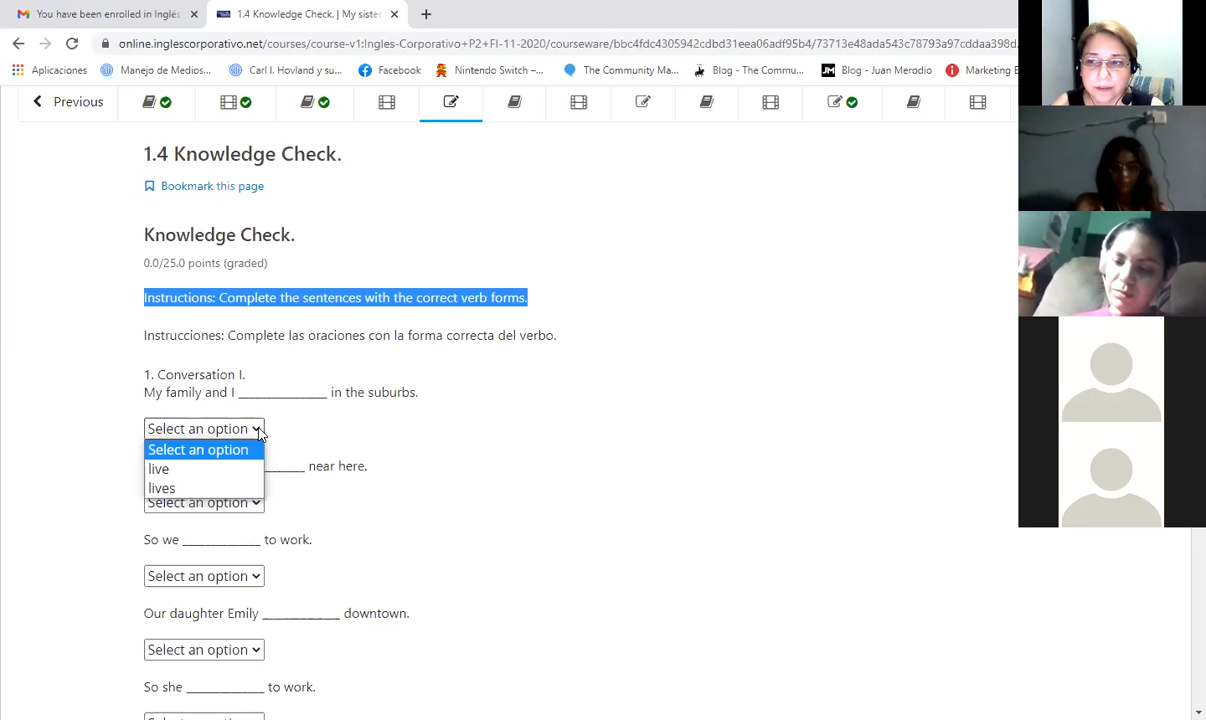 You have been enrolled in Inglés
1.4 Knowledge Check. | My sister
online.inglescorporativo.net/courses/course-v1:Ingles-Corporativo+P2+FI-11-2020/courseware/bbc4fdc4305942cdbd31eea06adf95b4/73713e48ada543c78793a97cddaa398d
Aplicaciones
Manejo de Medios...
Carl I. Hovland y su...
Facebook
Nintendo Switch –...
The Community Ma...
Blog - The Commu...
JM
Blog - Juan Merodio
Marketing E
Previous
1.4 Knowledge Check.
Bookmark this page
Knowledge Check.
0.0/25.0 points (graded)
Instructions: Complete the sentences with the correct verb forms.
Instrucciones: Complete las oraciones con la forma correcta del verbo.
1. Conversation I.
My family and I _______________ in the suburbs.
Select an option
Select an option
live
lives
near here.
Select an option
So we _____________ to work.
Select an option
Our daughter Emily _____________ downtown.
Select an option
So she _____________ to work.